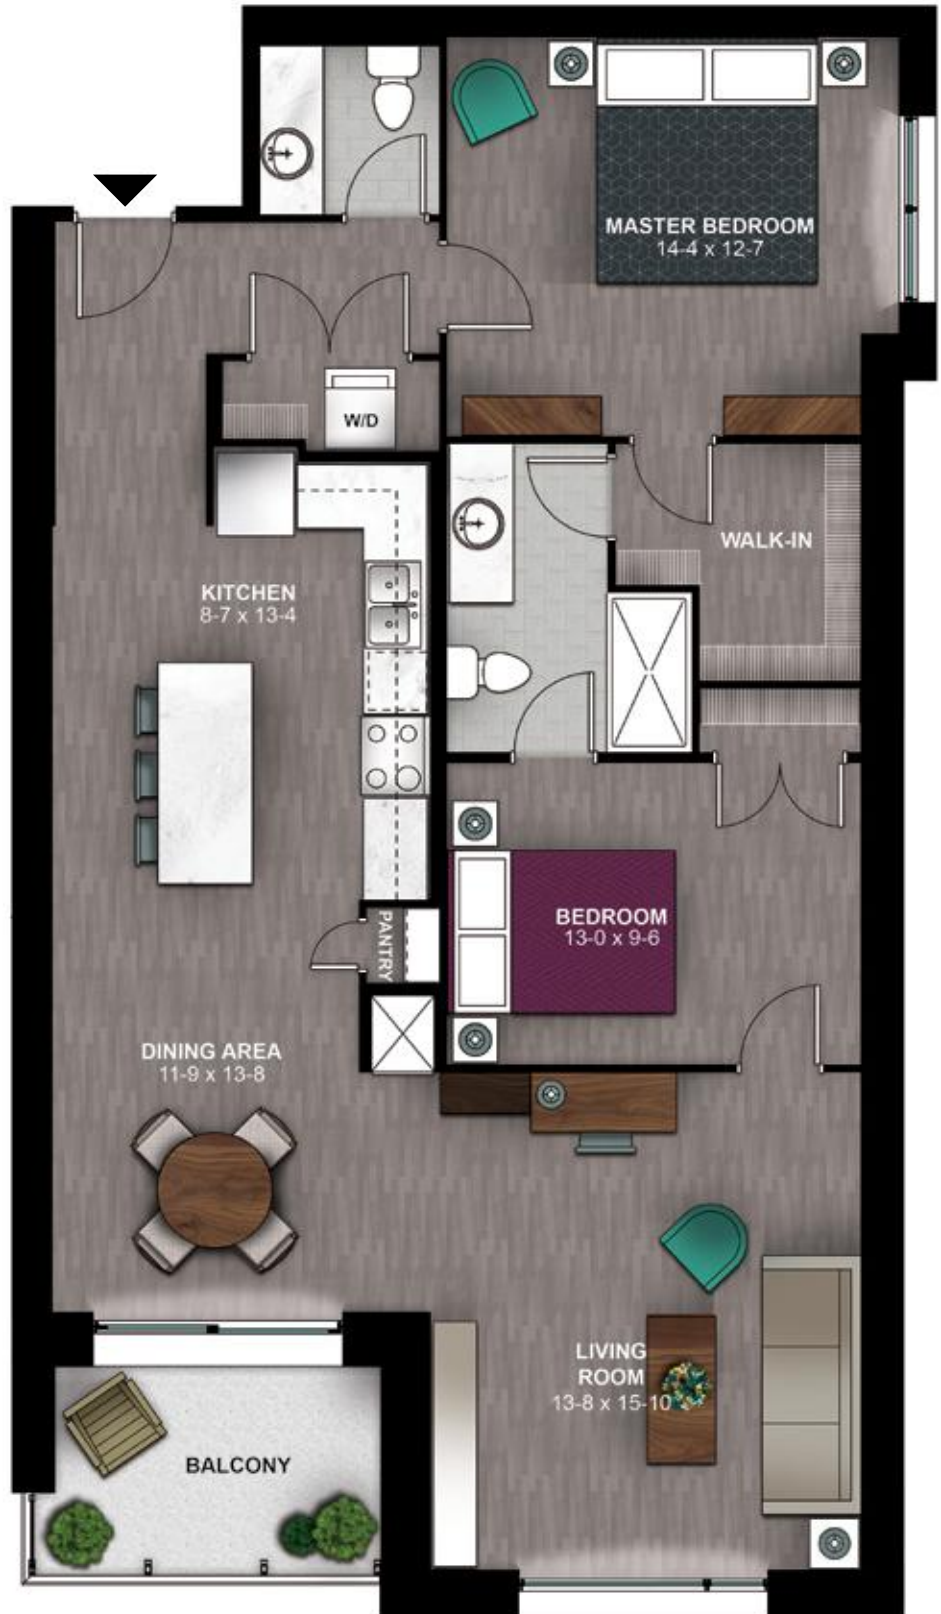 MASTER BEDROOM
14-4 x 12-7
W/D
WALK-IN
KITCHEN
8-7 x 13-4
PANTRY
BEDROOM
13-0 x 9-6
DINING AREA
11-9 x 13-8
LIVING
ROOM
13-8 x 15-10
BALCONY